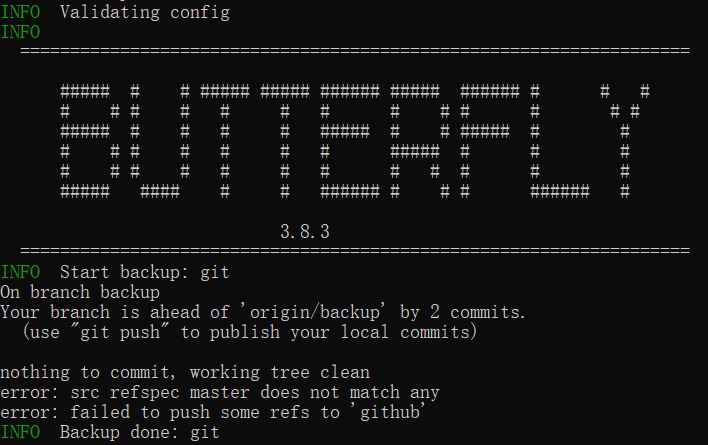 INFO  Validating config
INFO
===================================================================
BUTTERFLY
3.8.3
===================================================================
INFO  Start backup: git
On branch backup
Your branch is ahead of 'origin/backup' by 2 commits.
  (use "git push" to publish your local commits)
nothing to commit, working tree clean
error: src refspec master does not match any
error: failed to push some refs to 'github'
INFO  Backup done: git